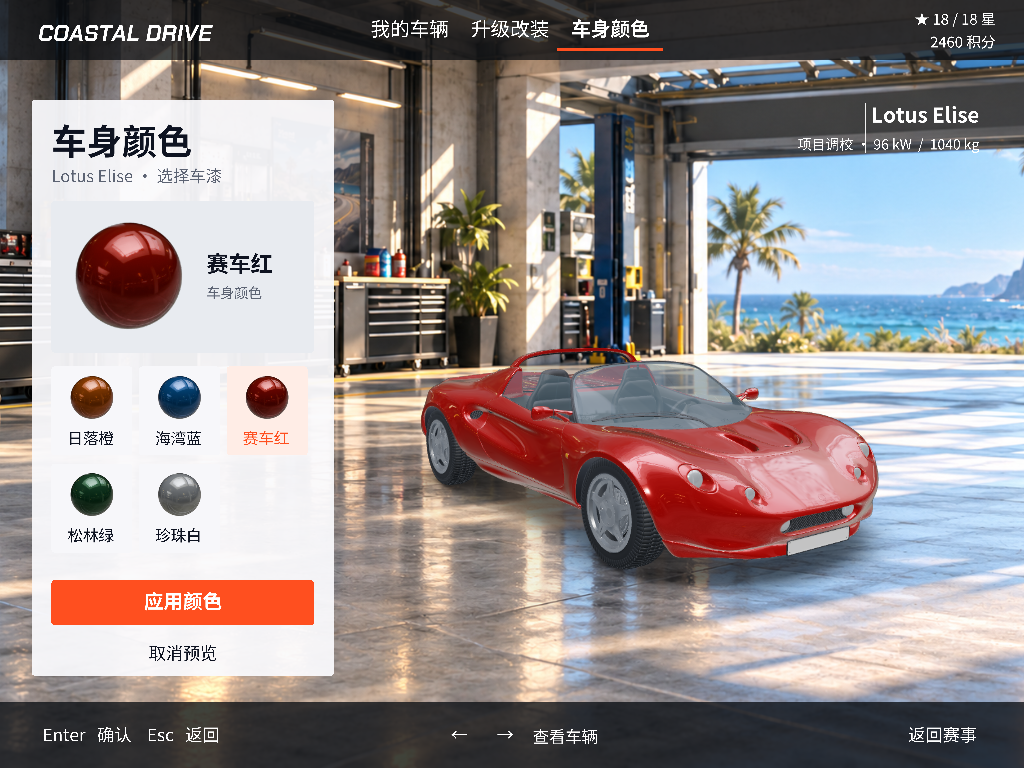 COASTAL DRIVE
我的车辆 升级改装 车身颜色
★ 18 / 18 星
2460 积分
Lotus Elise
项目调校 • 96 kW / 1040 kg
车身颜色
Lotus Elise • 选择车漆
赛车红
车身颜色
日落橙 海湾蓝 赛车红
松林绿 珍珠白
应用颜色
取消预览
Enter 确认 Esc 返回
← → 查看车辆
返回赛事